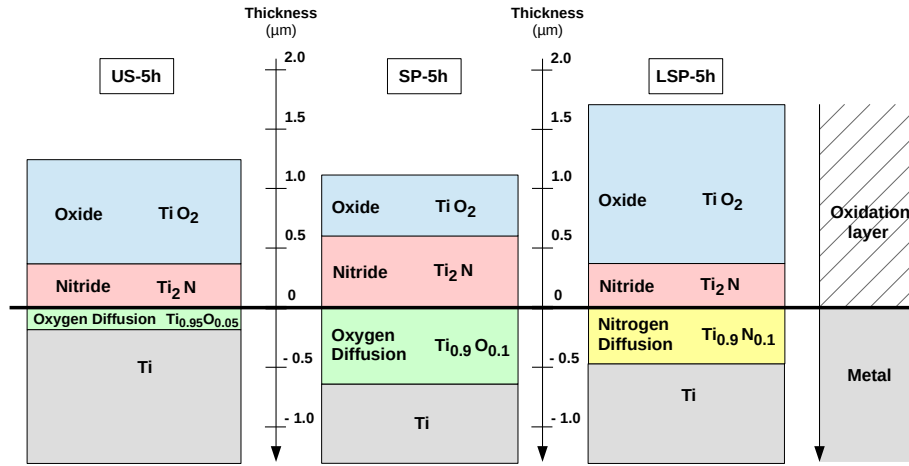 Thickness
(µm)
Thickness
(µm)
US-5h
SP-5h
LSP-5h
2.0
1.5
1.0
0.5
0
- 0.5
- 1.0
2.0
1.5
1.0
0.5
0
- 0.5
- 1.0
Oxide Ti O2
Nitride Ti2 N
Oxygen Diffusion Ti0.95O0.05
Ti
Oxide Ti O2
Nitride Ti2 N
Oxygen
Diffusion Ti0.9 O0.1
Ti
Oxide Ti O2
Nitride Ti2 N
Nitrogen
Diffusion Ti0.9 N0.1
Ti
Oxidation
layer
Metal